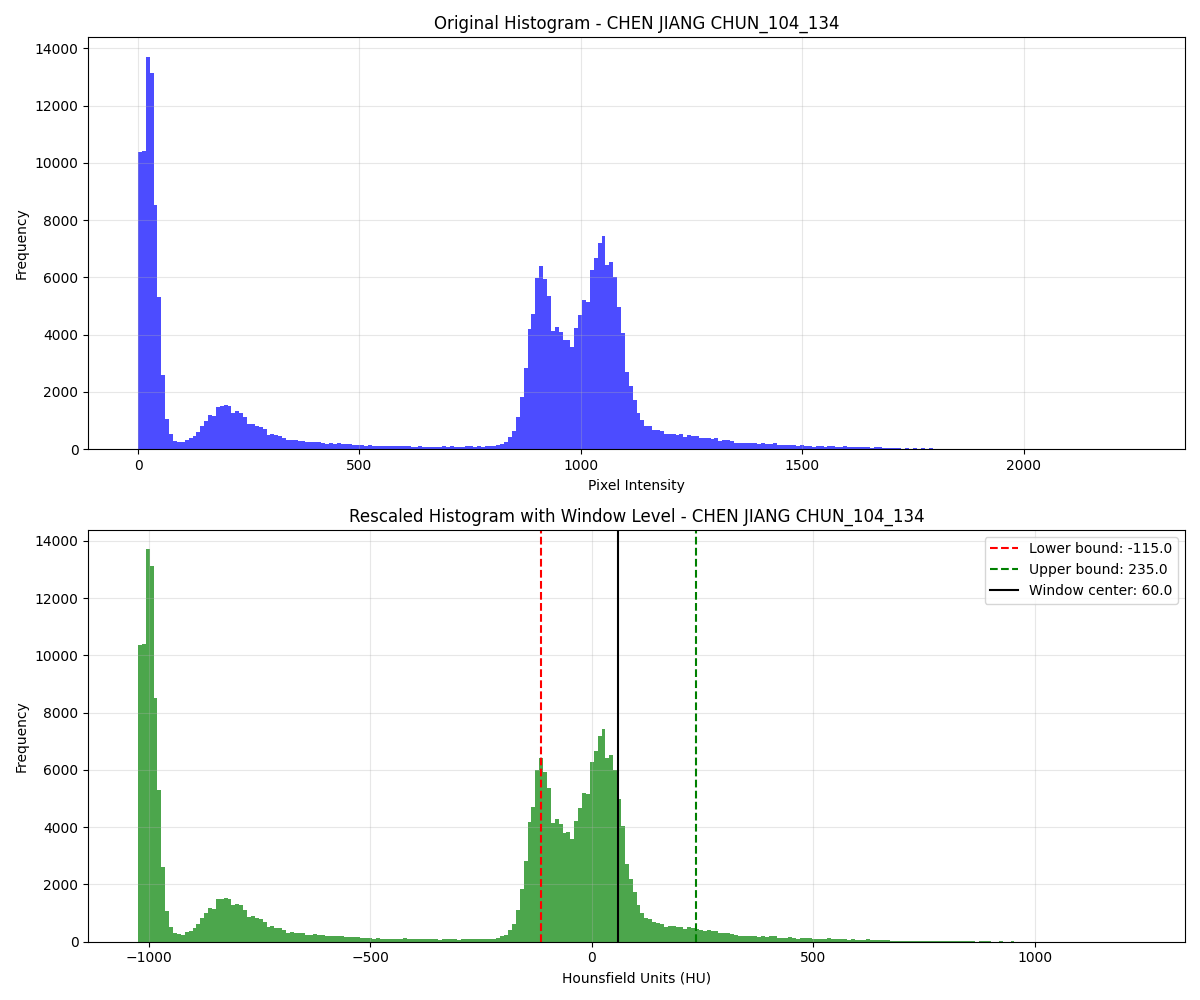 Original Histogram - CHEN JIANG CHUN_104_134
14000
12000
10000
8000
6000
4000
2000
0
Frequency
0 500 1000 1500 2000
Pixel Intensity
Rescaled Histogram with Window Level - CHEN JIANG CHUN_104_134
Lower bound: -115.0
Upper bound: 235.0
Window center: 60.0
14000
12000
10000
8000
6000
4000
2000
0
Frequency
−1000 −500 0 500 1000
Hounsfield Units (HU)